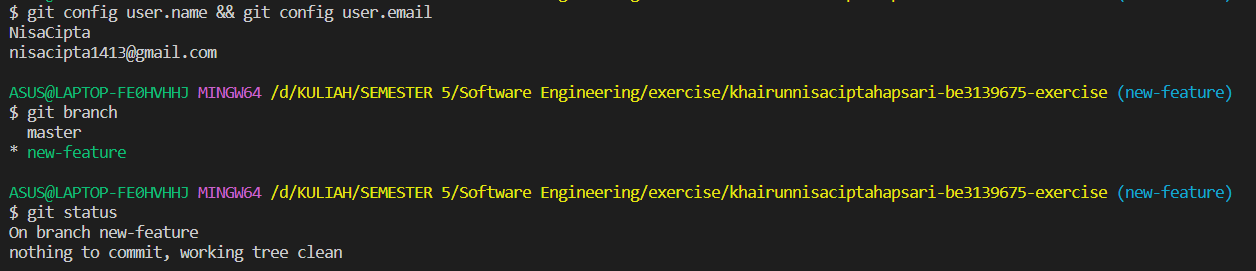 $ git config user.name && git config user.email
NisaCipta
nisacipta1413@gmail.com
ASUS@LAPTOP-FE0HVHHJ MINGW64 /d/KULIAH/SEMESTER 5/Software Engineering/exercise/khairunnisaciptahapsari-be3139675-exercise (new-feature)
$ git branch
  master
* new-feature
ASUS@LAPTOP-FE0HVHHJ MINGW64 /d/KULIAH/SEMESTER 5/Software Engineering/exercise/khairunnisaciptahapsari-be3139675-exercise (new-feature)
$ git status
On branch new-feature
nothing to commit, working tree clean